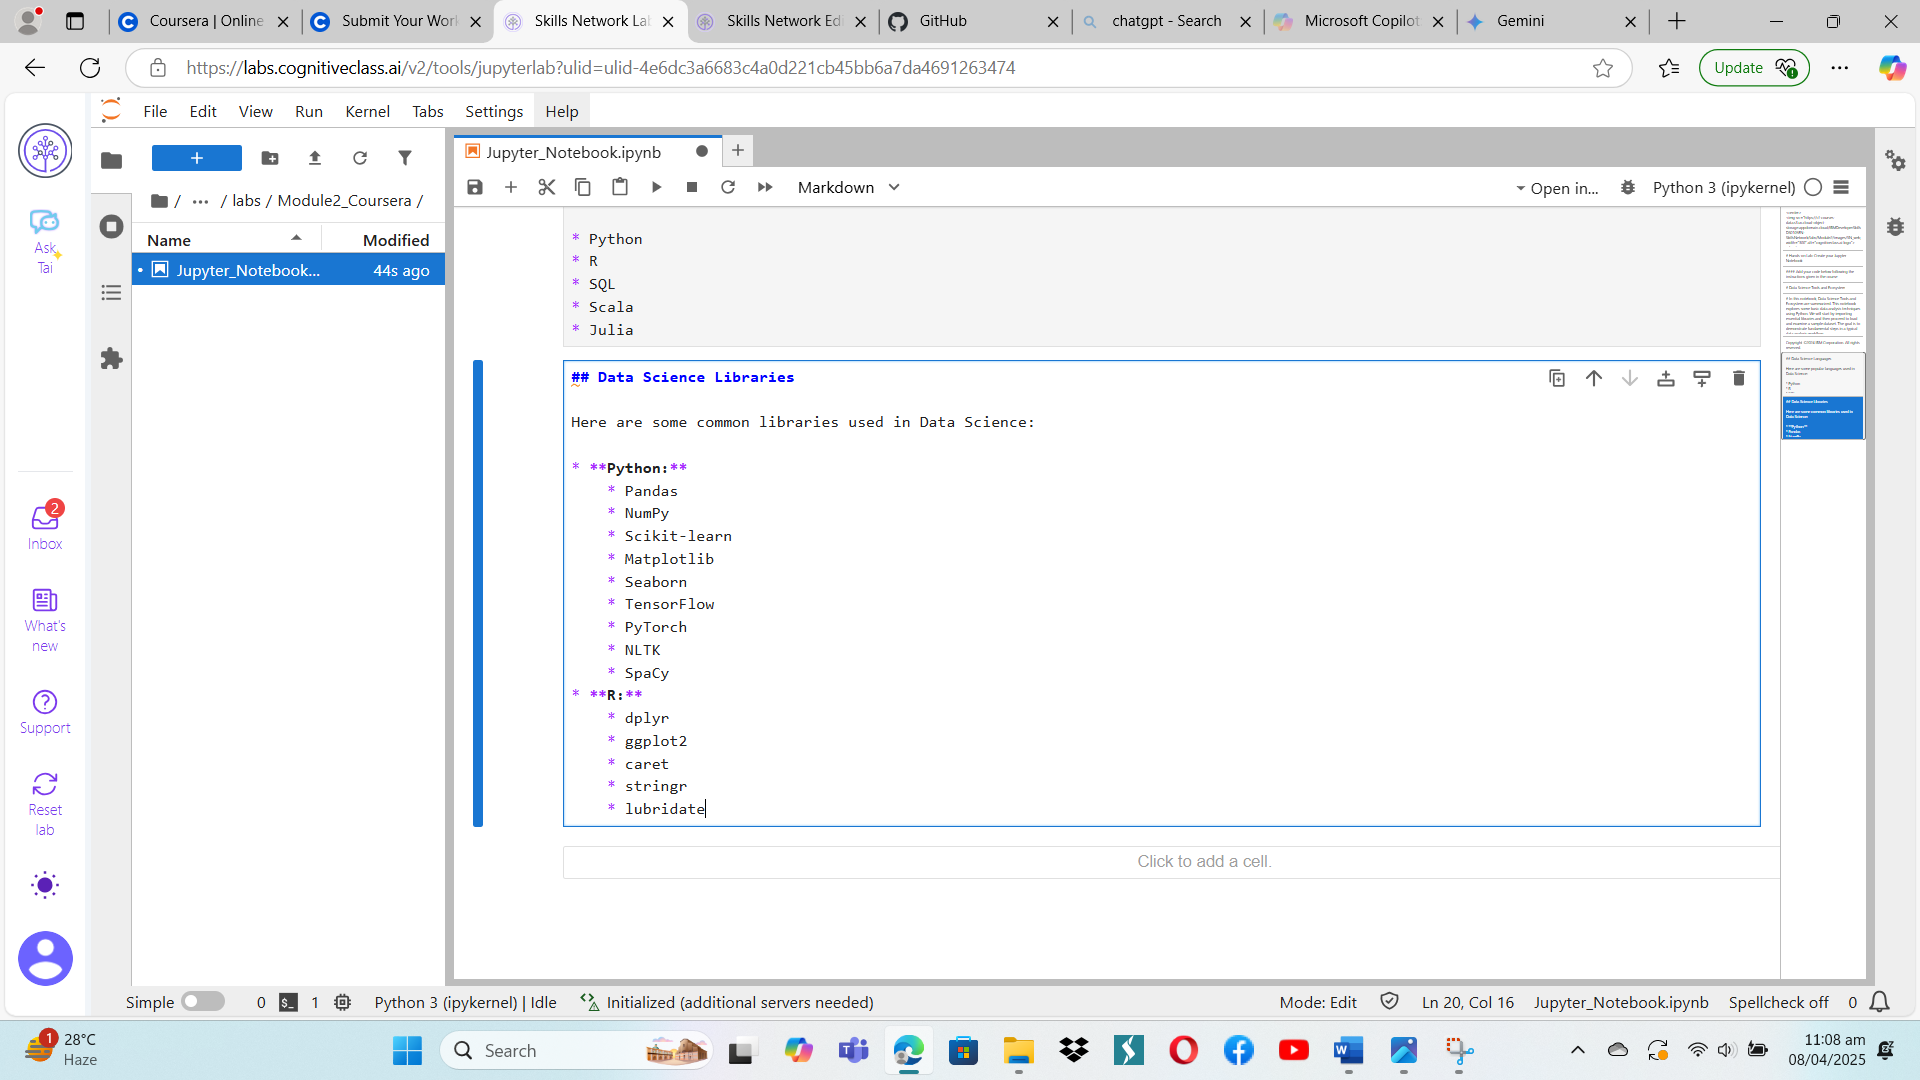 Coursera | Online
Submit Your Work
Skills Network La
Skills Network Edi
GitHub
chatgpt - Search
Microsoft Copilot
Gemini
https://labs.cognitiveclass.ai/v2/tools/jupyterlab?ulid=ulid-4e6dc3a6683c4a0d221cb45bb6a7da4691263474
Update
File Edit View Run Kernel Tabs Settings Help
Ask
Tai
Inbox
2
What's
new
Support
Reset
lab
+
/ ... / labs / Module2_Coursera /
Name Modified
Jupyter_Notebook... 44s ago
Jupyter_Notebook.ipynb
Markdown
Open in...
Python 3 (ipykernel)
* Python
* R
* SQL
* Scala
* Julia
## Data Science Libraries
Here are some common libraries used in Data Science:
* **Python:**
* Pandas
* NumPy
* Scikit-learn
* Matplotlib
* Seaborn
* TensorFlow
* PyTorch
* NLTK
* SpaCy
* **R:**
* dplyr
* ggplot2
* caret
* stringr
* lubridate
Click to add a cell.
Simple 0 $_ 1 Python 3 (ipykernel) | Idle Initialized (additional servers needed)
Mode: Edit Ln 20, Col 16 Jupyter_Notebook.ipynb Spellcheck off 0
1
28°C
Haze
Search
11:08 am
08/04/2025